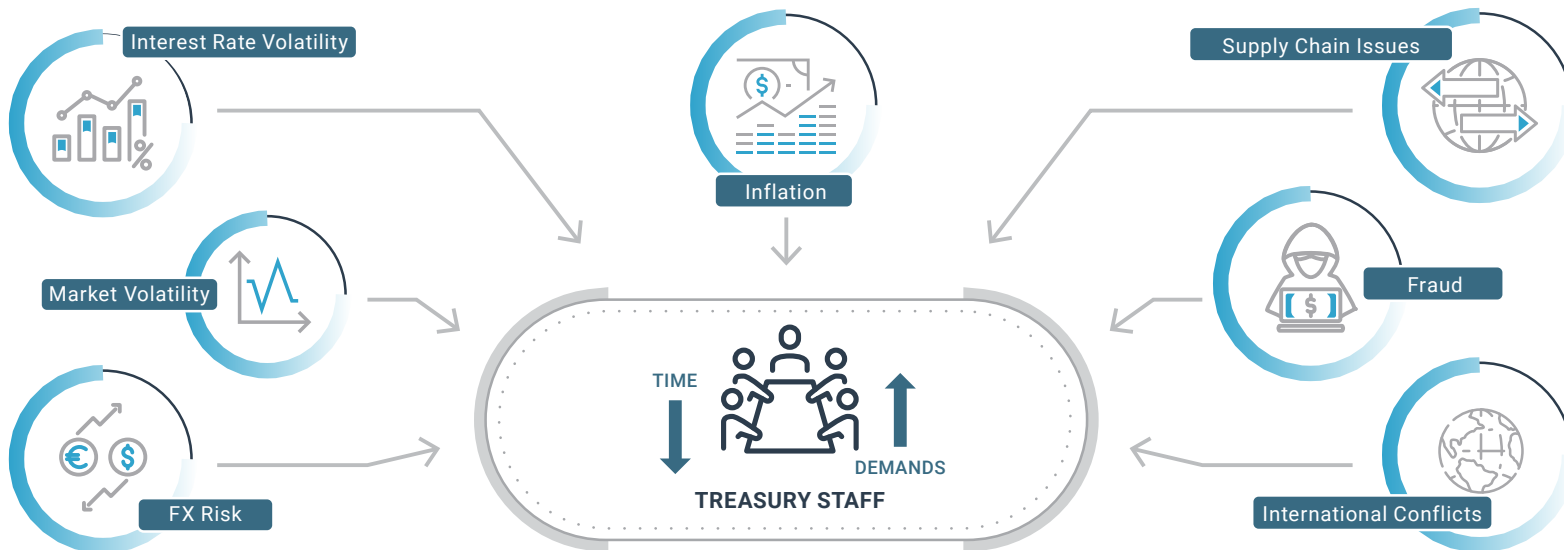 Interest Rate Volatility
Inflation
Supply Chain Issues
Market Volatility
Fraud
FX Risk
International Conflicts
TIME
DEMANDS
TREASURY STAFF
$
%
€
$
$